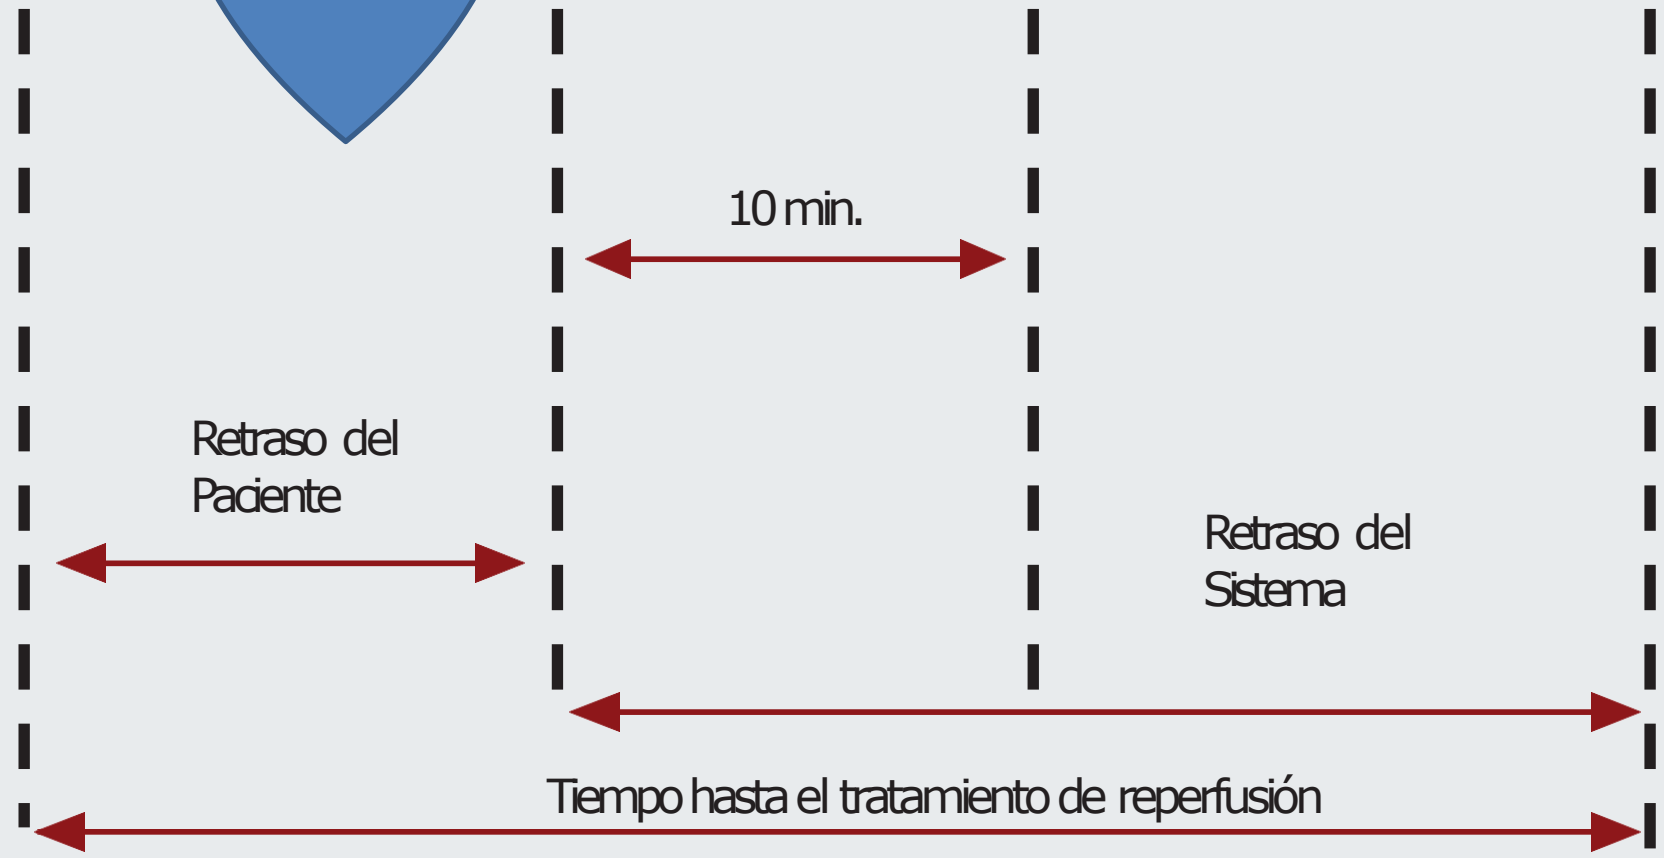 10 min.
Retraso del
Paciente
Retraso del
Sistema
Tiempo hasta el tratamiento de reperfusión